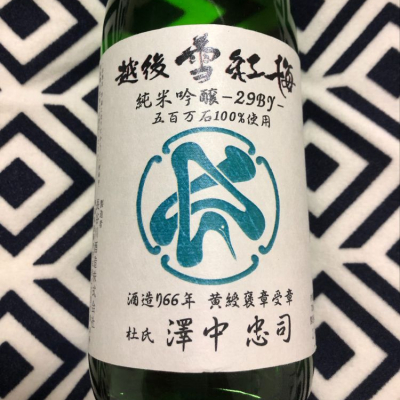 越後 雪紅梅
純米吟醸-29BY-
五百万石100%使用
酒造り66年 黄綬褒章受章
杜氏 澤中 忠司